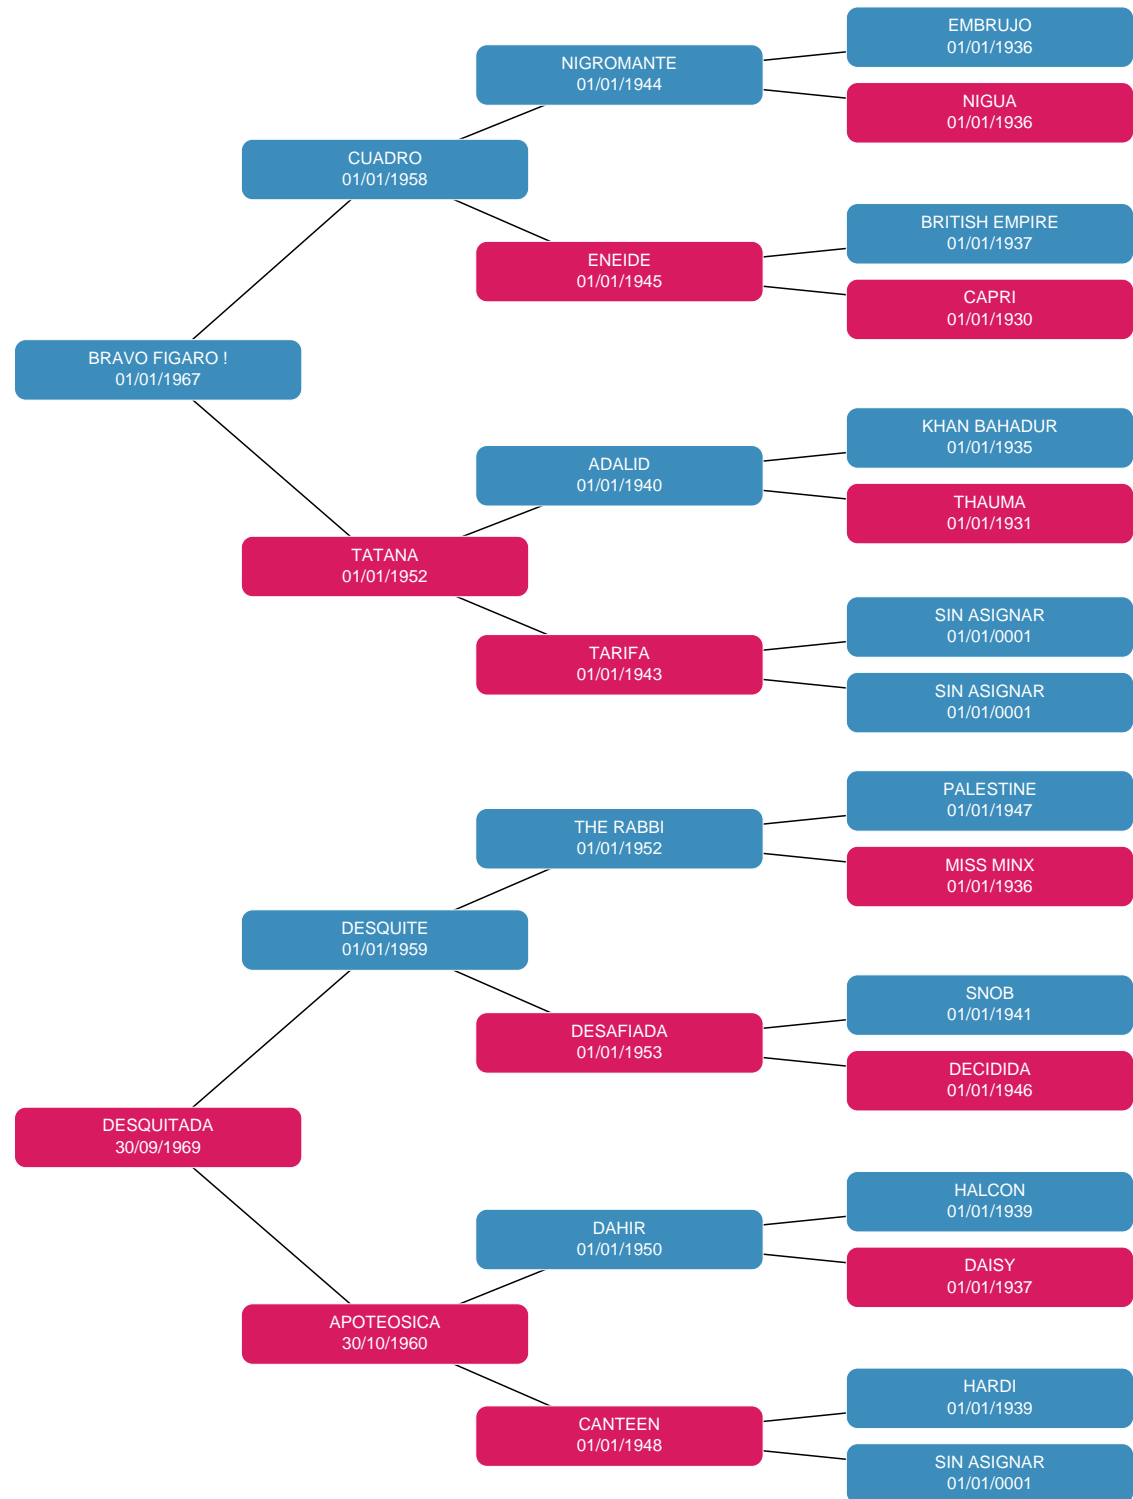 EMBRUJO
01/01/1936
NIGROMANTE
01/01/1944
NIGUA
01/01/1936
CUADRO
01/01/1958
BRITISH EMPIRE
01/01/1937
ENEIDE
01/01/1945
CAPRI
01/01/1930
BRAVO FIGARO !
01/01/1967
KHAN BAHADUR
01/01/1935
ADALID
01/01/1940
THAUMA
01/01/1931
TATANA
01/01/1952
SIN ASIGNAR
01/01/0001
TARIFA
01/01/1943
SIN ASIGNAR
01/01/0001
PALESTINE
01/01/1947
THE RABBI
01/01/1952
MISS MINX
01/01/1936
DESQUITE
01/01/1959
SNOB
01/01/1941
DESAFIADA
01/01/1953
DECIDIDA
01/01/1946
DESQUITADA
30/09/1969
HALCON
01/01/1939
DAHIR
01/01/1950
DAISY
01/01/1937
APOTEOSICA
30/10/1960
HARDI
01/01/1939
CANTEEN
01/01/1948
SIN ASIGNAR
01/01/0001